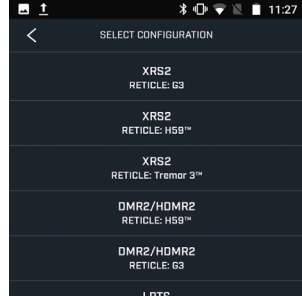 11:27
SELECT CONFIGURATION
XRS2
RETICLE: G3
XRS2
RETICLE: H59™
XRS2
RETICLE: Tremor 3™
DMR2/HDMR2
RETICLE: H59™
DMR2/HDMR2
RETICLE: G3